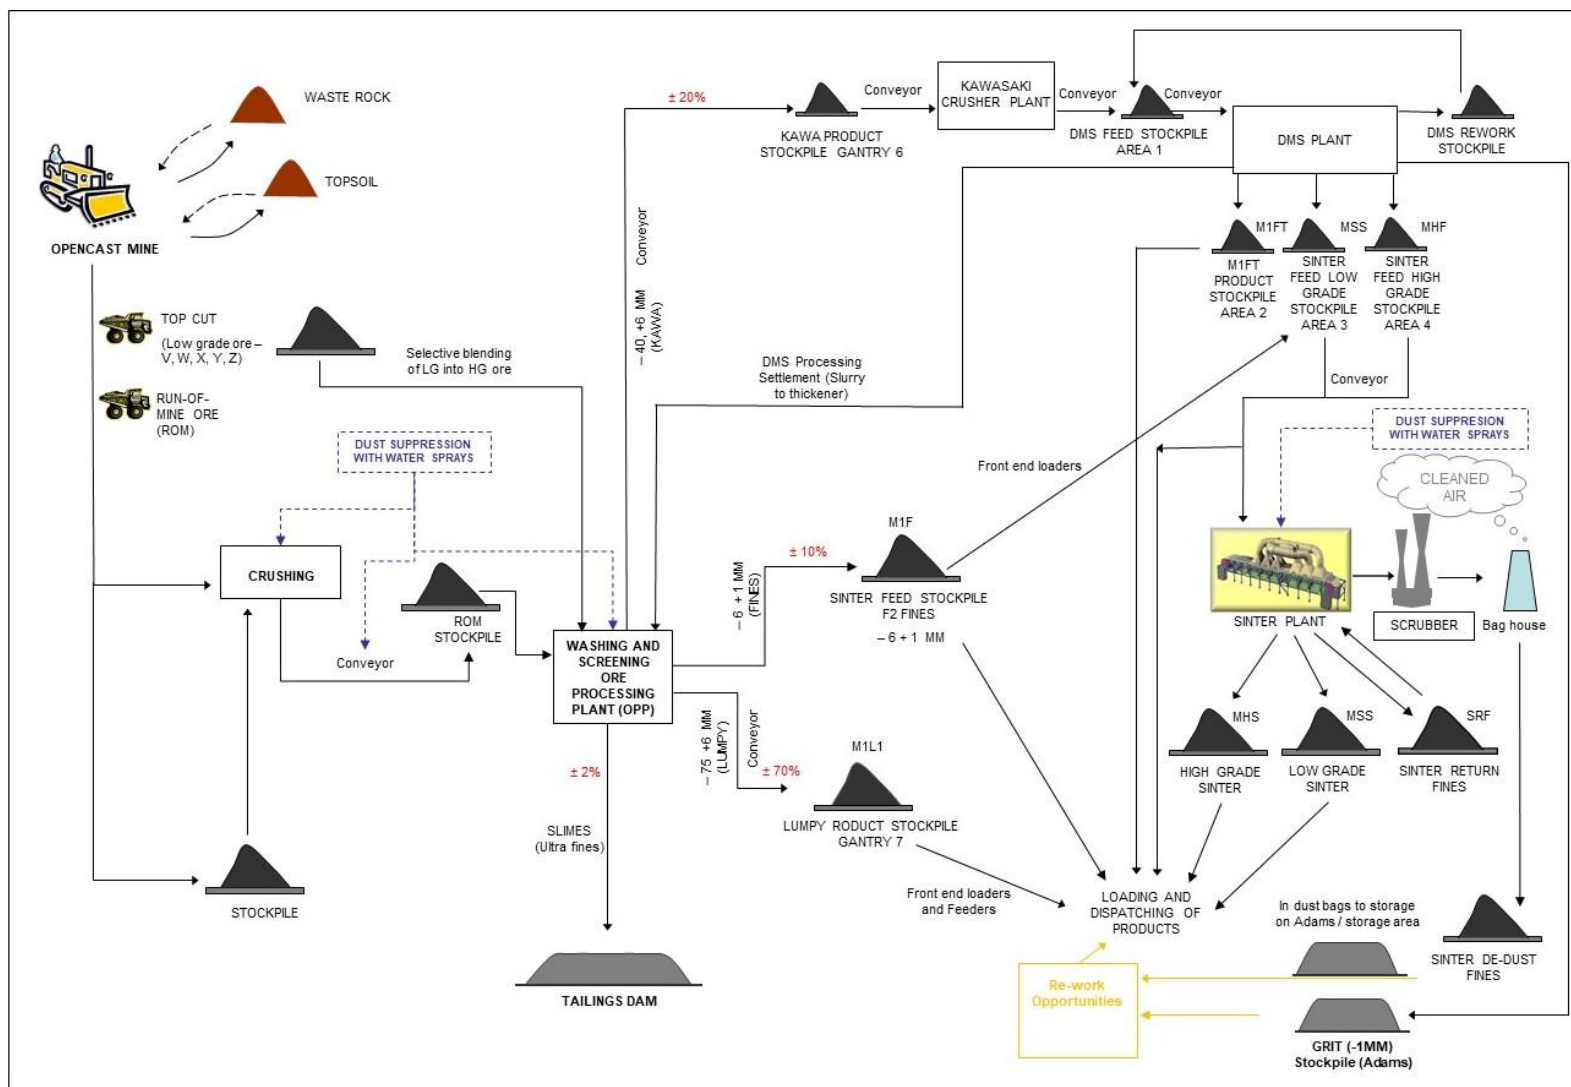 WASTE ROCK
TOPSOIL
OPENCAST MINE
TOP CUT
(Low grade ore –
V, W, X, Y, Z)
RUN-OF-
MINE ORE
(ROM)
Selective blending
of LG into HG ore
DUST SUPPRESSION
WITH WATER SPRAYS
CRUSHING
Conveyor
ROM
STOCKPILE
STOCKPILE
WASHING AND
SCREENING
ORE
PROCESSING
PLANT (OPP)
± 2%
SLIMES
(Ultra fines)
TAILINGS DAM
± 20%
– 40, +6 MM
(KAWA)
Conveyor
KAWA PRODUCT
STOCKPILE GANTRY 6
Conveyor
KAWASAKI
CRUSHER PLANT
Conveyor
DMS FEED STOCKPILE
AREA 1
Conveyor
DMS PLANT
DMS REWORK
STOCKPILE
M1FT
M1FT
PRODUCT
STOCKPILE
AREA 2
MSS
SINTER
FEED LOW
GRADE
STOCKPILE
AREA 3
MHF
SINTER
FEED HIGH
GRADE
STOCKPILE
AREA 4
Conveyor
DMS Processing
Settlement (Slurry
to thickener)
Front end loaders
± 10%
– 6 + 1 MM
(FINES)
M1F
SINTER FEED STOCKPILE
F2 FINES
– 6 + 1 MM
– 75 +6 MM
(LUMPY)
Conveyor
± 70%
M1L1
LUMPY RODUCT STOCKPILE
GANTRY 7
Front end loaders
and Feeders
DUST SUPPRESSION
WITH WATER SPRAYS
CLEANED
AIR
SINTER PLANT
SCRUBBER
Bag house
MHS
HIGH GRADE
SINTER
MSS
LOW GRADE
SINTER
SRF
SINTER RETURN
FINES
LOADING AND
DISPATCHING OF
PRODUCTS
In dust bags to storage
on Adams / storage area
SINTER DE-DUST
FINES
Re-work
Opportunities
GRIT (-1MM)
Stockpile (Adams)